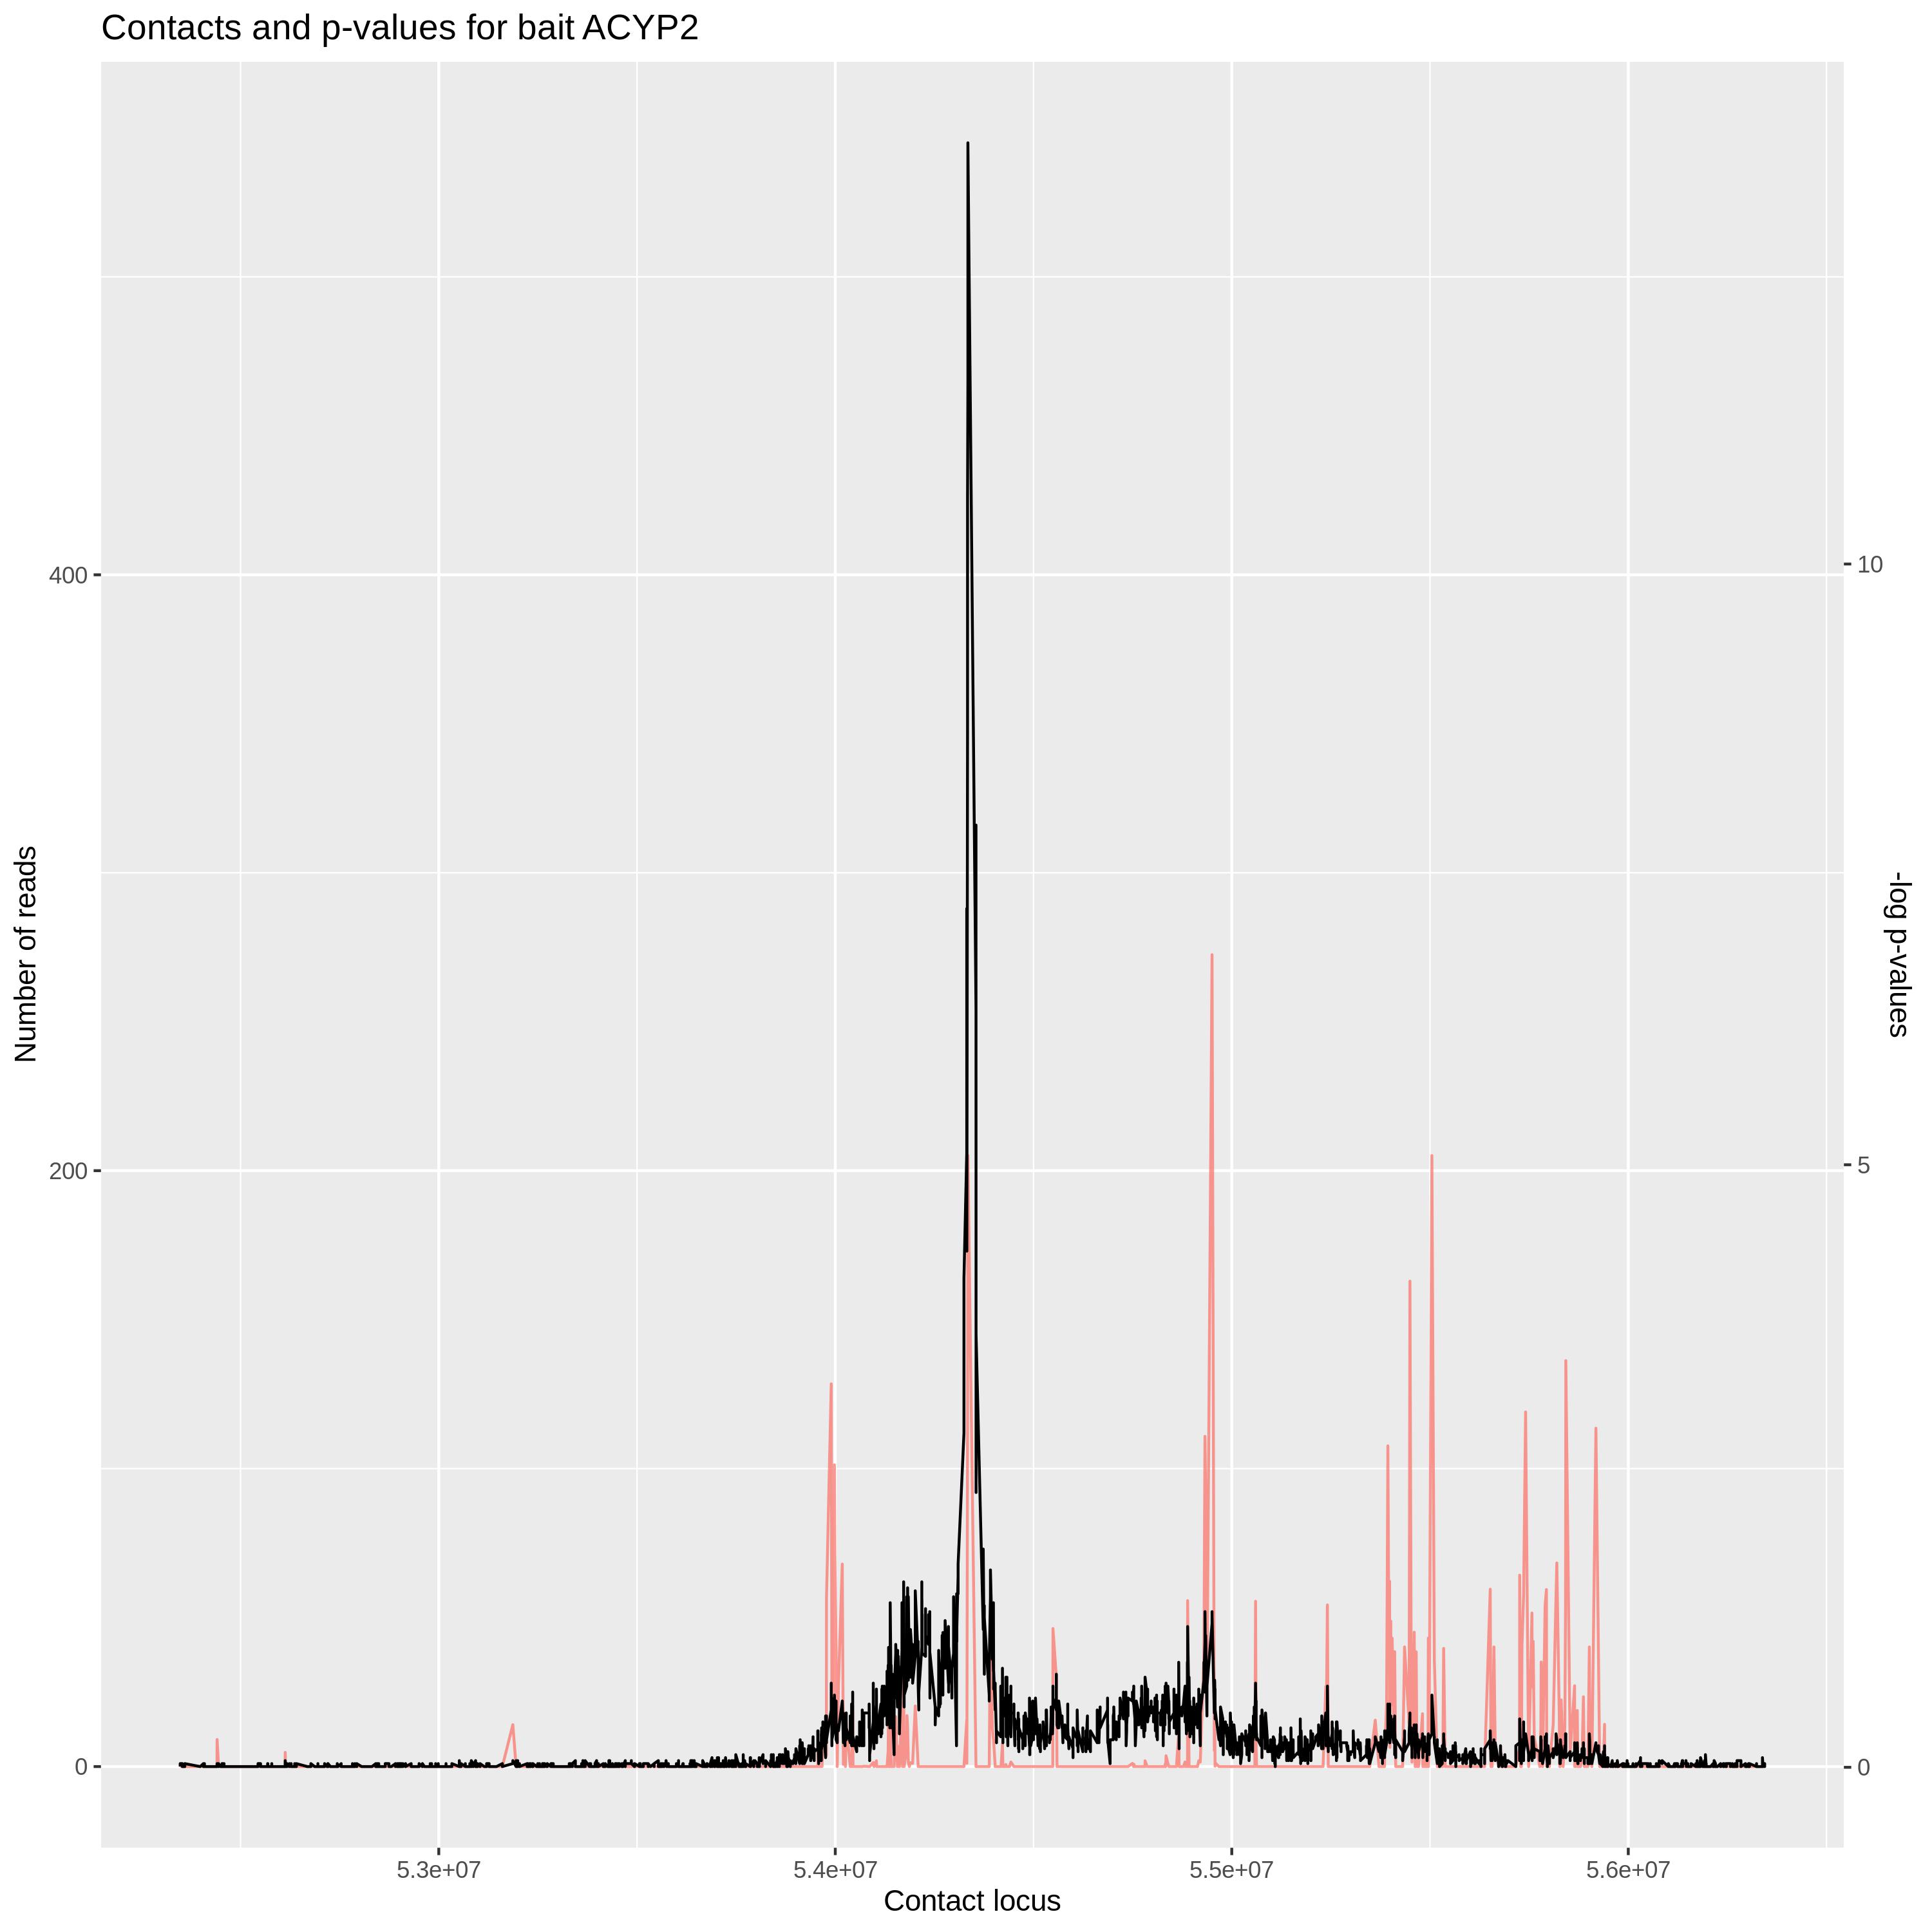 Contacts and p-values for bait ACYP2
Number of reads
400
200
0
10
5
0
-log p-values
5.3e+07
5.4e+07
5.5e+07
5.6e+07
Contact locus